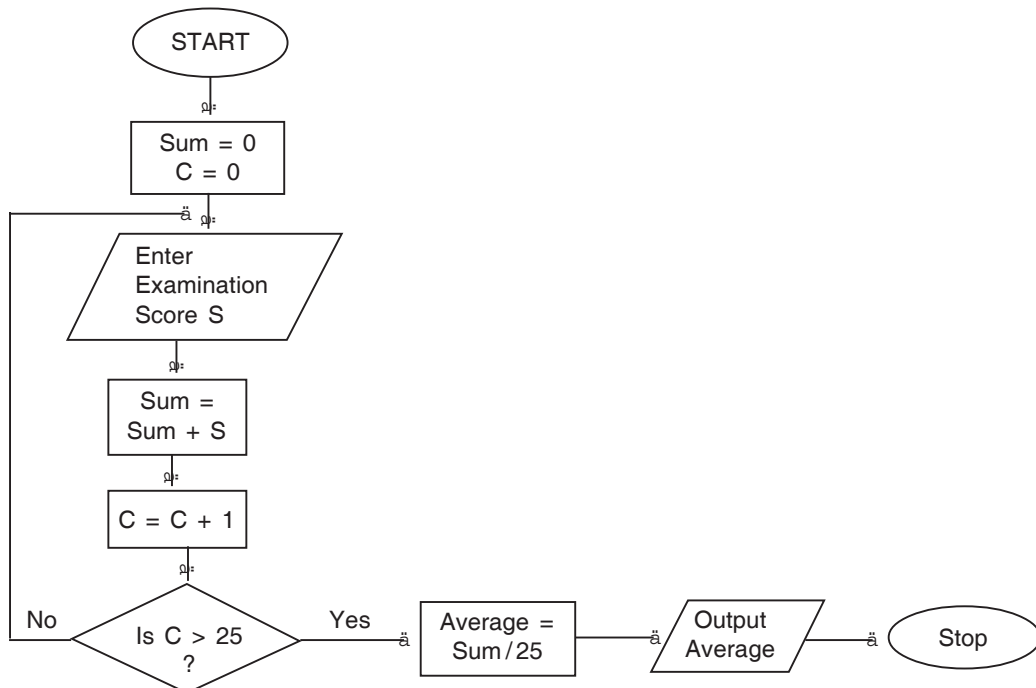 START
Sum = 0
C = 0
Enter
Examination
Score S
Sum =
Sum + S
C = C + 1
Is C > 25
?
No
Yes
Average =
Sum/25
Output
Average
Stop